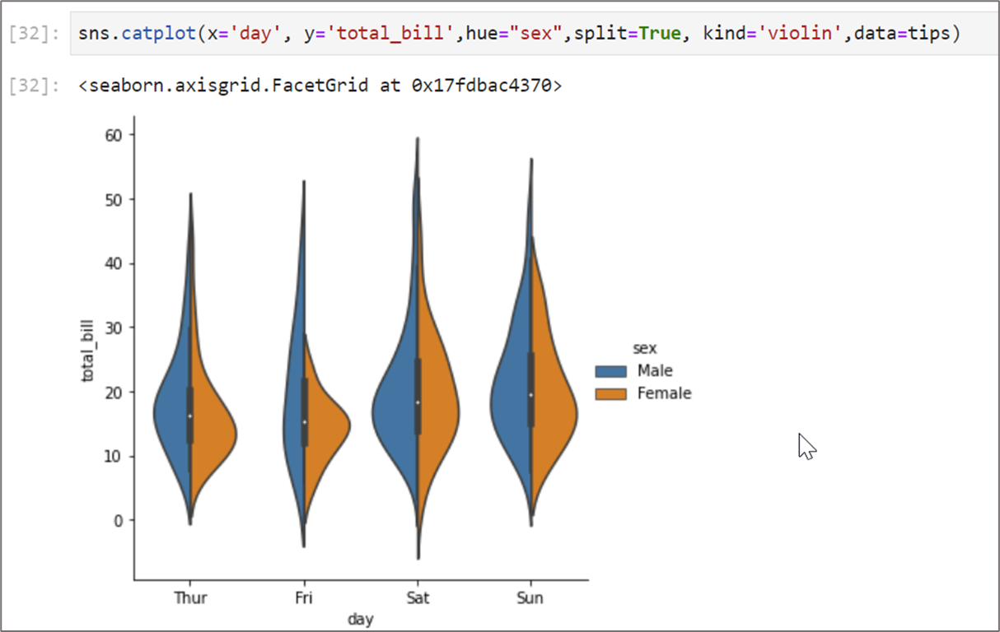 [32]: sns.catplot(x='day', y='total_bill',hue="sex",split=True, kind='violin',data=tips)
[32]: <seaborn.axisgrid.FacetGrid at 0x17fdbac4370>
60
50
40
30
20
10
0
total_bill
Thur Fri Sat Sun
day
sex
Male
Female